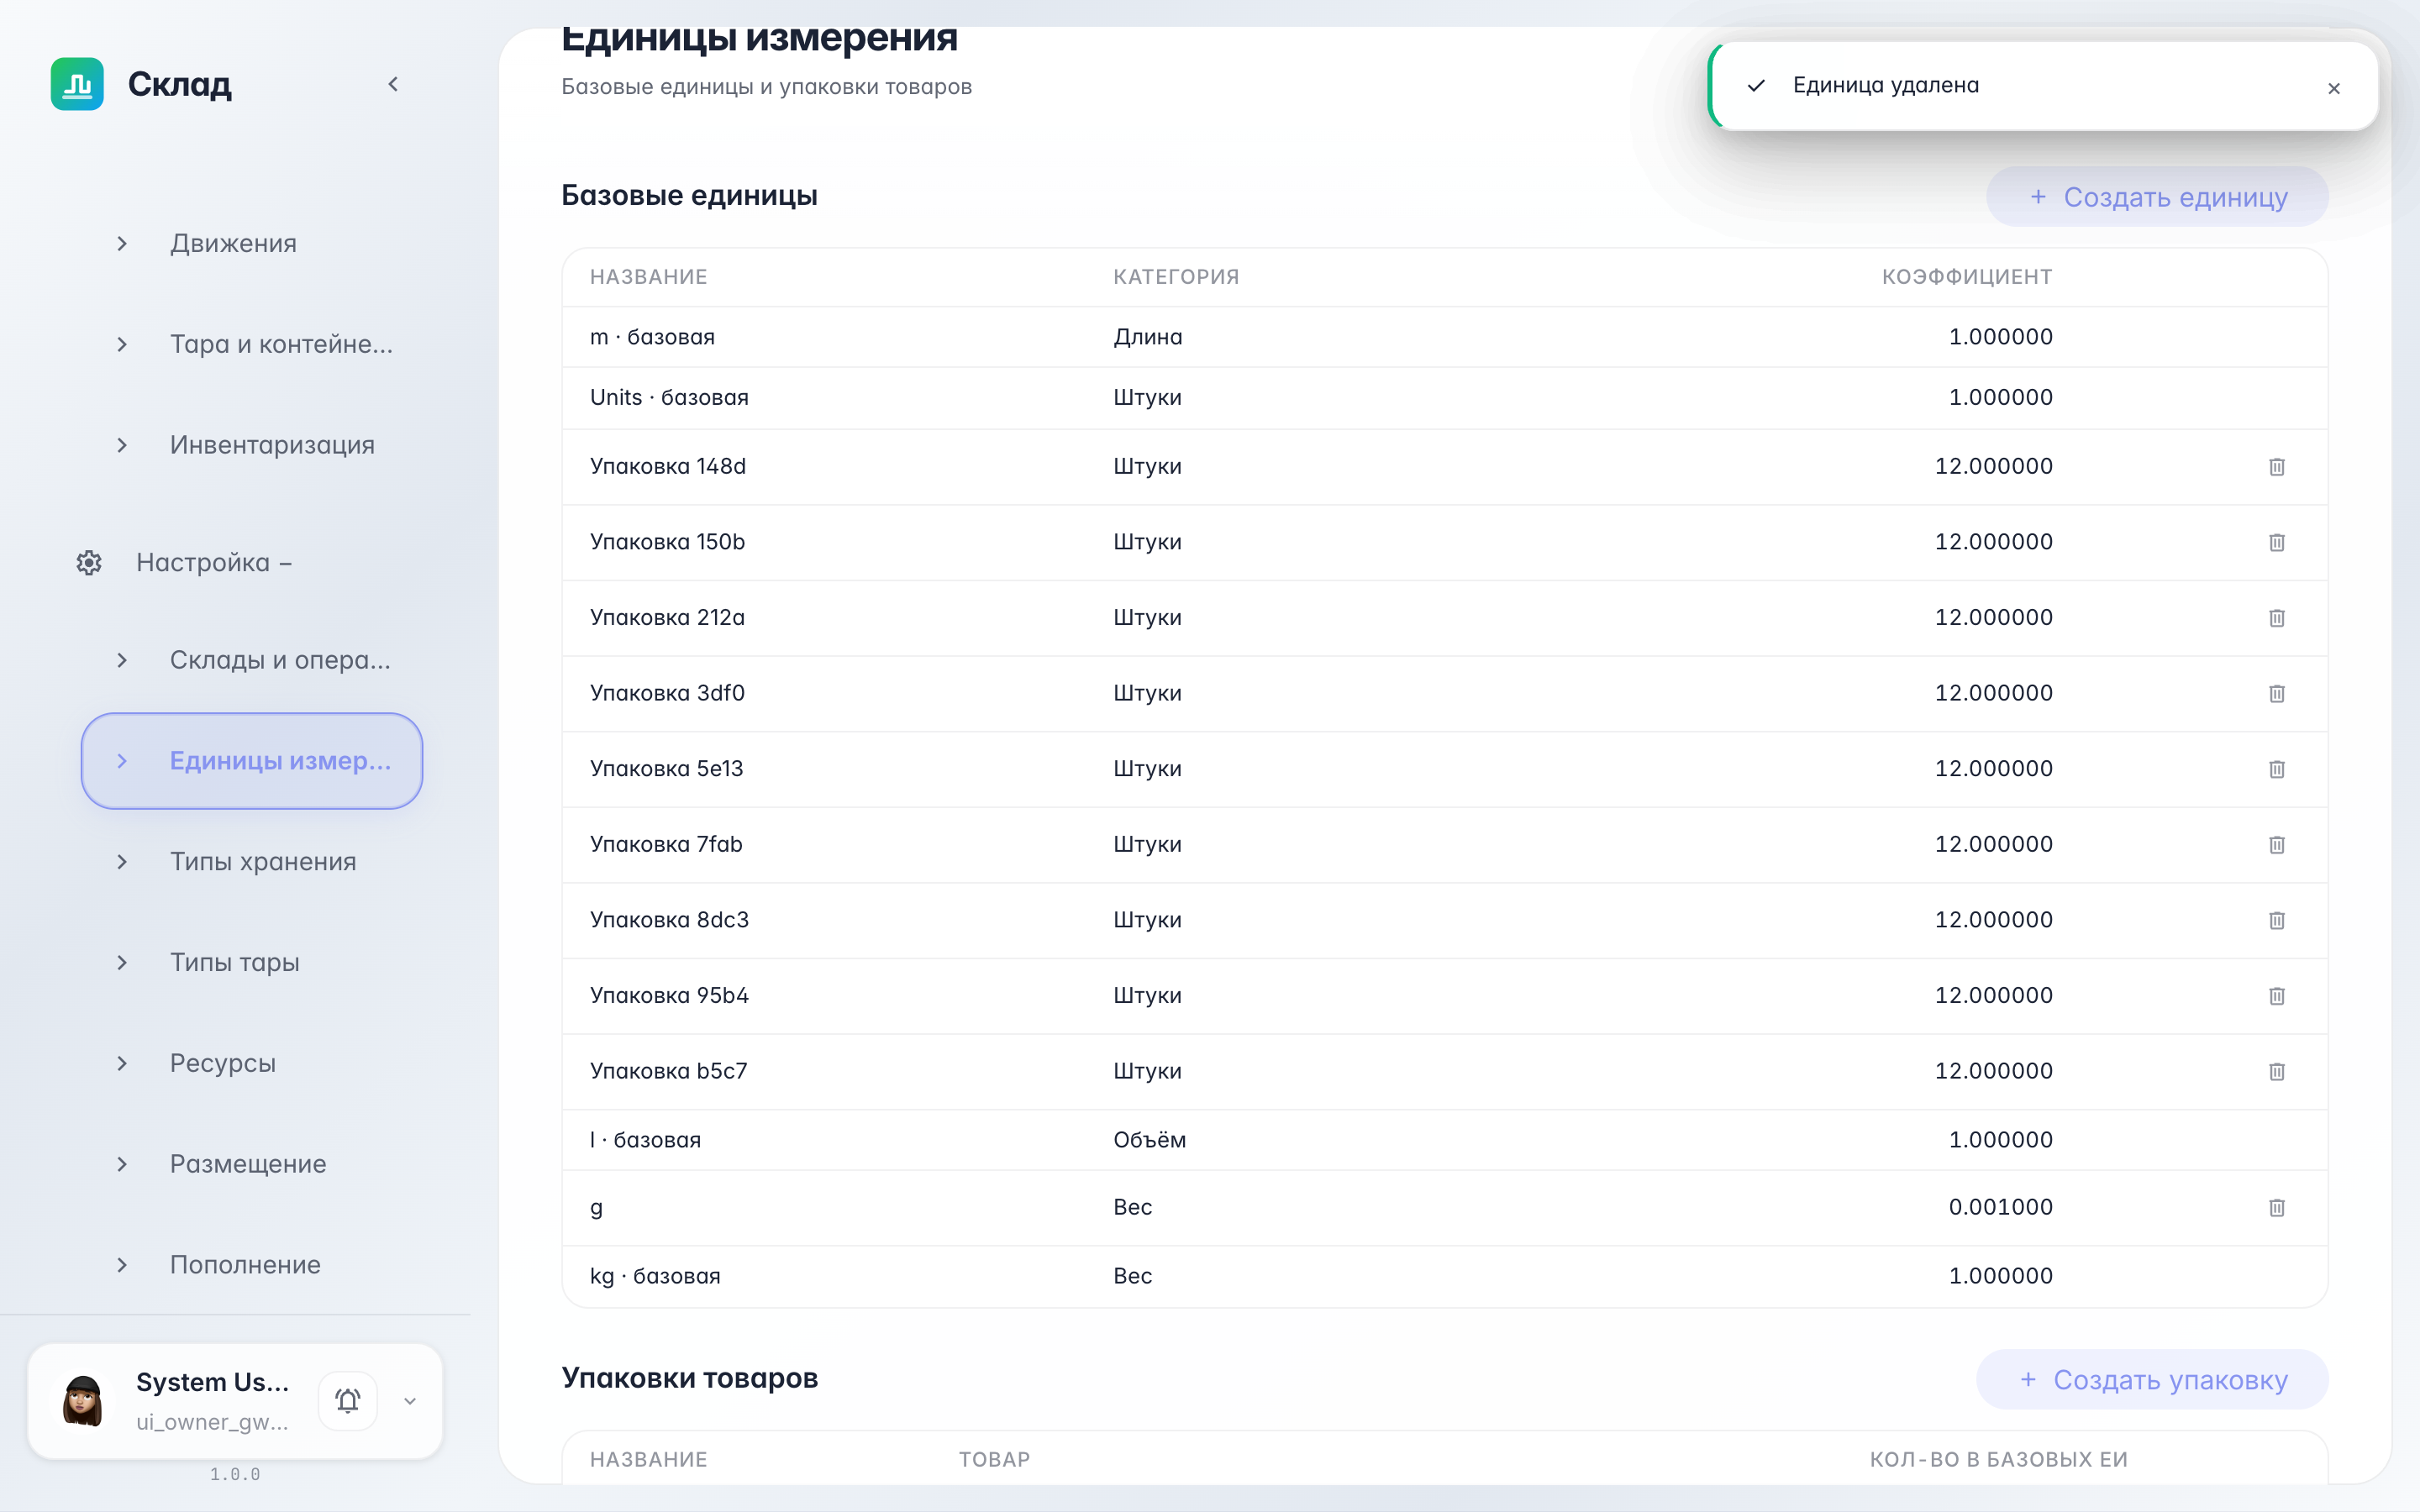 Склад
Движения
Тара и контейне...
Инвентаризация
Настройка –
Склады и опера...
Единицы измер...
Типы хранения
Типы тары
Ресурсы
Размещение
Пополнение
System Us...
ui_owner_gw...
1.0.0
Единицы измерения
Базовые единицы и упаковки товаров
Единица удалена
Базовые единицы
+ Создать единицу
НАЗВАНИЕ КАТЕГОРИЯ КОЭФФИЦИЕНТ
m · базовая Длина 1.000000
Units · базовая Штуки 1.000000
Упаковка 148d Штуки 12.000000
Упаковка 150b Штуки 12.000000
Упаковка 212a Штуки 12.000000
Упаковка 3df0 Штуки 12.000000
Упаковка 5e13 Штуки 12.000000
Упаковка 7fab Штуки 12.000000
Упаковка 8dc3 Штуки 12.000000
Упаковка 95b4 Штуки 12.000000
Упаковка b5c7 Штуки 12.000000
l · базовая Объём 1.000000
g Вес 0.001000
kg · базовая Вес 1.000000
Упаковки товаров
+ Создать упаковку
НАЗВАНИЕ ТОВАР КОЛ-ВО В БАЗОВЫХ ЕИ